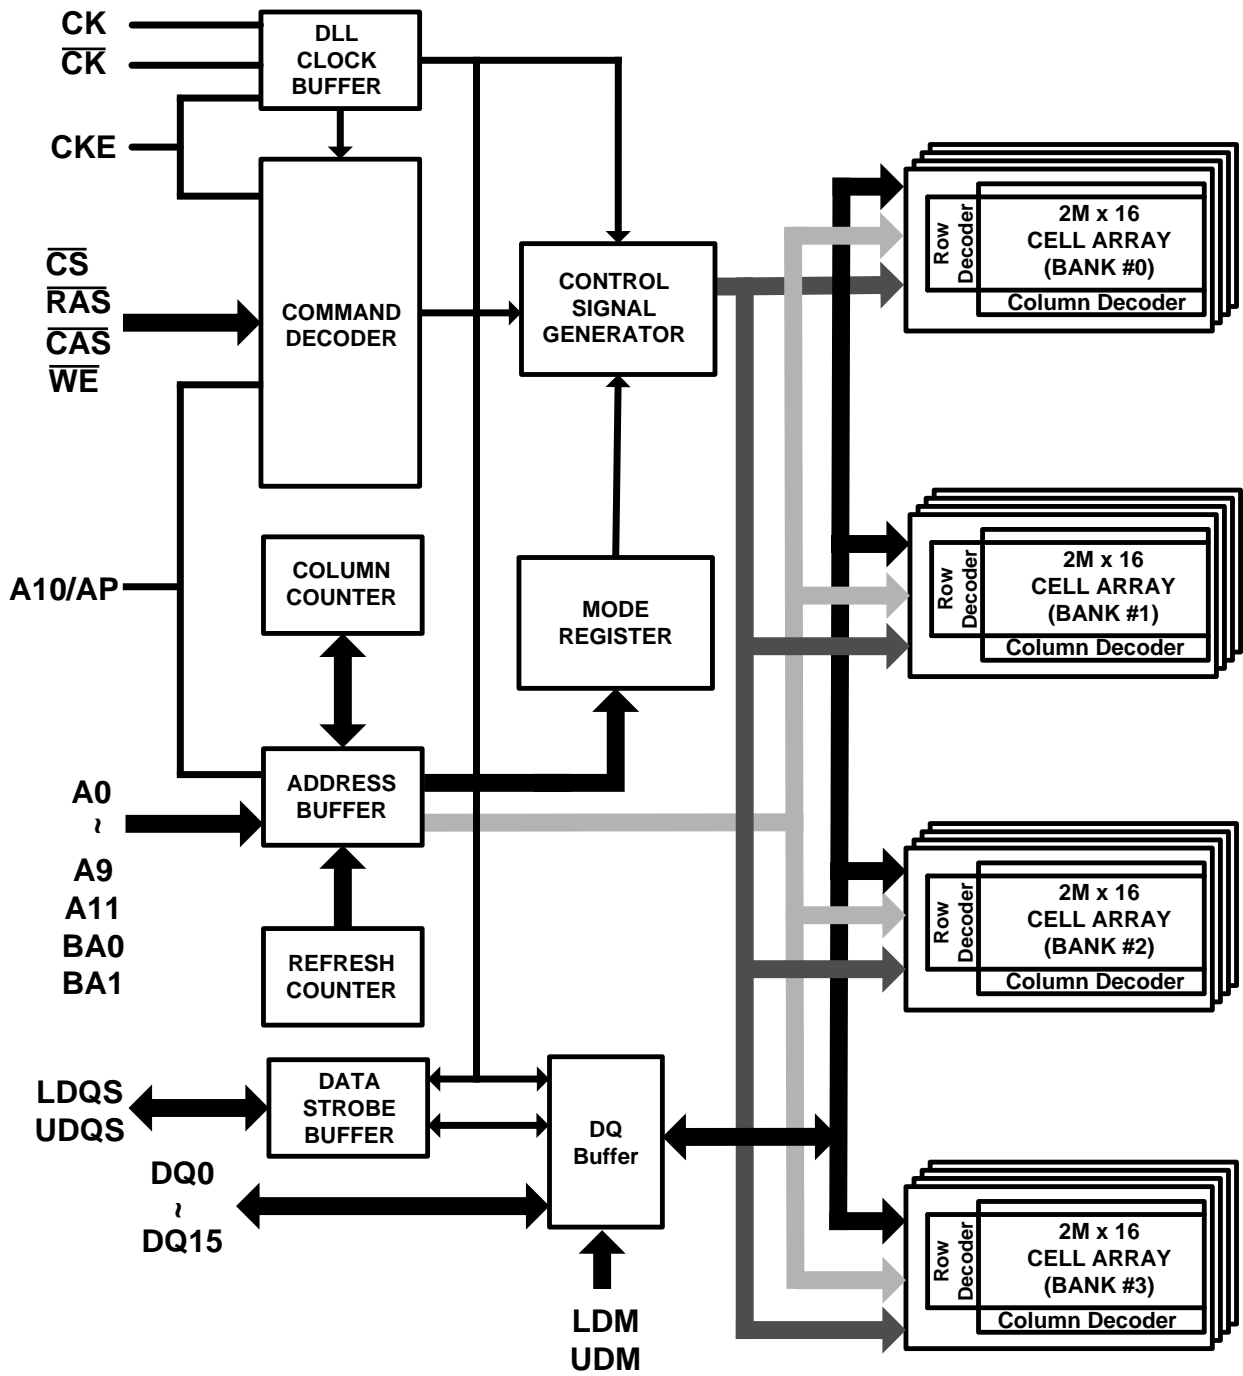 CK
CK
CKE
CS
RAS
CAS
WE
A10/AP
A0
~
A9
A11
BA0
BA1
LDQS
UDQS
DQ0
~
DQ15
DLL
CLOCK
BUFFER
COMMAND
DECODER
COLUMN
COUNTER
ADDRESS
BUFFER
REFRESH
COUNTER
DATA
STROBE
BUFFER
CONTROL
SIGNAL
GENERATOR
MODE
REGISTER
DQ
Buffer
LDM
UDM
Row
Decoder
2M x 16
CELL ARRAY
(BANK #0)
Column Decoder
Row
Decoder
2M x 16
CELL ARRAY
(BANK #1)
Column Decoder
Row
Decoder
2M x 16
CELL ARRAY
(BANK #2)
Column Decoder
Row
Decoder
2M x 16
CELL ARRAY
(BANK #3)
Column Decoder